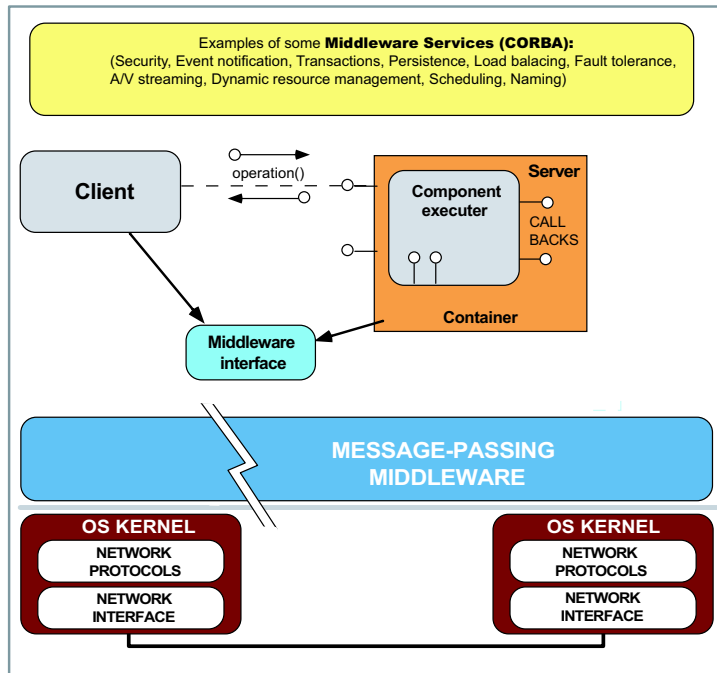 Examples of some Middleware Services (CORBA):
(Security, Event notification, Transactions, Persistence, Load balacing, Fault tolerance,
A/V streaming, Dynamic resource management, Scheduling, Naming)
Client
operation()
Server
Component
executer
CALL
BACKS
Container
Middleware
interface
MESSAGE-PASSING
MIDDLEWARE
OS KERNEL
NETWORK
PROTOCOLS
NETWORK
INTERFACE
OS KERNEL
NETWORK
PROTOCOLS
NETWORK
INTERFACE